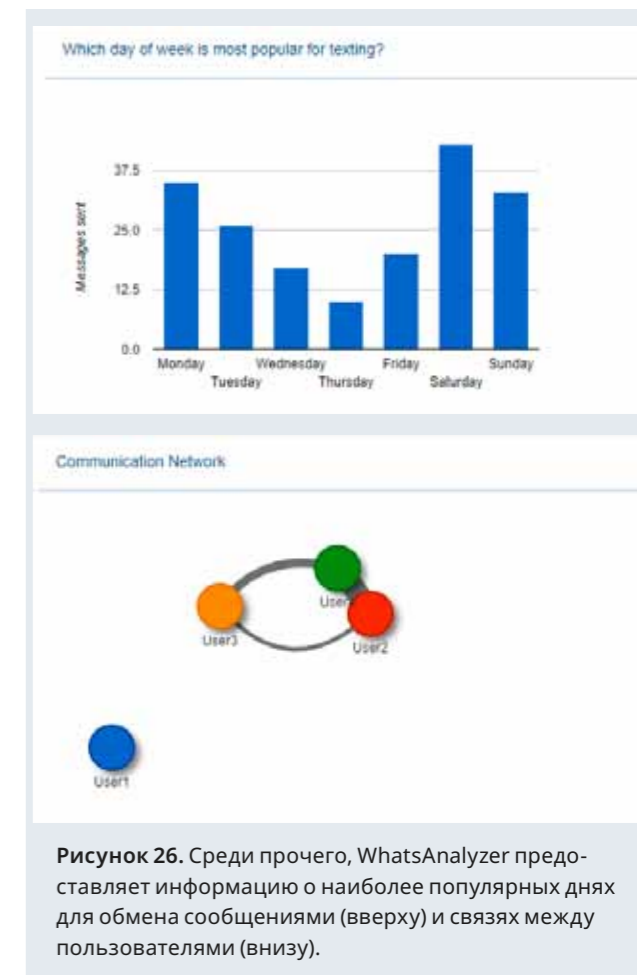 Which day of week is most popular for texting?
37.5
25.0
12.5
0.0
Messages sent
Monday
Tuesday
Wednesday
Thursday
Friday
Saturday
Sunday
Communication Network
User3
User2
User1
Рисунок 26. Среди прочего, WhatsAnalyzer предо-
ставляет информацию о наиболее популярных днях
для обмена сообщениями (вверху) и связях между
пользователями (внизу).